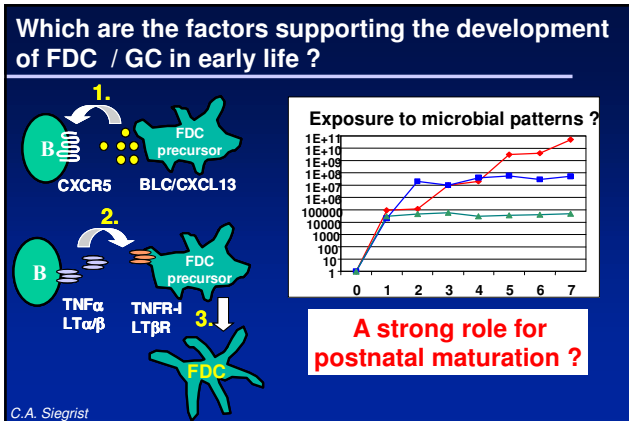 Which are the factors supporting the development
of FDC / GC in early life ?
1.
B
FDC
precursor
CXCR5
BLC/CXCL13
2.
B
FDC
precursor
TNFα
LTα/β
TNFR-I
LTβR
3.
FDC
Exposure to microbial patterns ?
1E+11
1E+10
1E+09
1E+08
1E+07
1E+06
100000
10000
1000
100
10
1
0 1 2 3 4 5 6 7
A strong role for
postnatal maturation ?
C.A. Siegrist